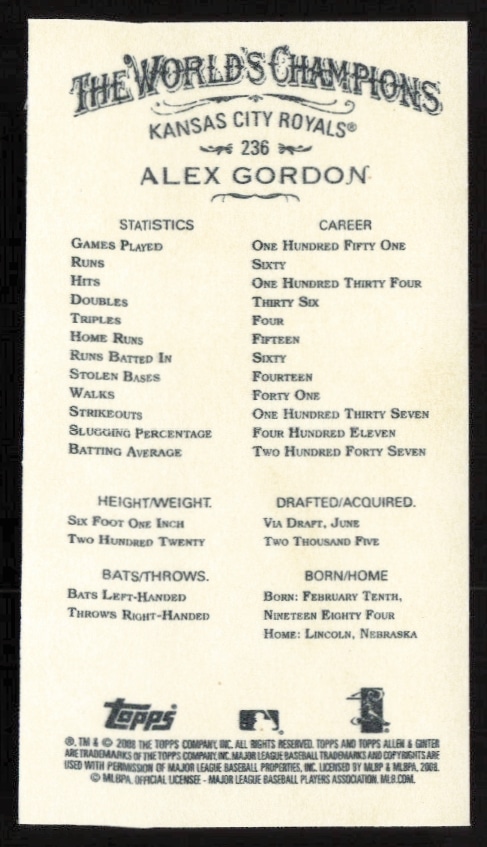 THE WORLD'S CHAMPIONS
KANSAS CITY ROYALS®
236
ALEX GORDON
STATISTICS CAREER
GAMES PLAYED ONE HUNDRED FIFTY ONE
RUNS SIXTY
HITS ONE HUNDRED THIRTY FOUR
DOUBLES THIRTY SIX
TRIPLES FOUR
HOME RUNS FIFTEEN
RUNS BATTED IN SIXTY
STOLEN BASES FOURTEEN
WALKS FORTY ONE
STRIKEOUTS ONE HUNDRED THIRTY SEVEN
SLUGGING PERCENTAGE FOUR HUNDRED ELEVEN
BATTING AVERAGE TWO HUNDRED FORTY SEVEN
HEIGHT/WEIGHT.
SIX FOOT ONE INCH
TWO HUNDRED TWENTY
DRAFTED/ACQUIRED.
VIA DRAFT, JUNE
TWO THOUSAND FIVE
BATS/THROWS.
BATS LEFT-HANDED
THROWS RIGHT-HANDED
BORN/HOME
BORN: FEBRUARY TENTH,
NINETEEN EIGHTY FOUR
HOME: LINCOLN, NEBRASKA
Topps
®, TM & © 2008 THE TOPPS COMPANY, INC. ALL RIGHTS RESERVED. TOPPS AND TOPPS ALLEN & GINTER
ARE TRADEMARKS OF THE TOPPS COMPANY, INC. MAJOR LEAGUE BASEBALL TRADEMARKS AND COPYRIGHTS ARE
USED WITH PERMISSION OF MAJOR LEAGUE BASEBALL PROPERTIES, INC. LICENSED BY MLBP & MLBPA, 2008.
© MLBPA, OFFICIAL LICENSEE - MAJOR LEAGUE BASEBALL PLAYERS ASSOCIATION. MLB.COM.